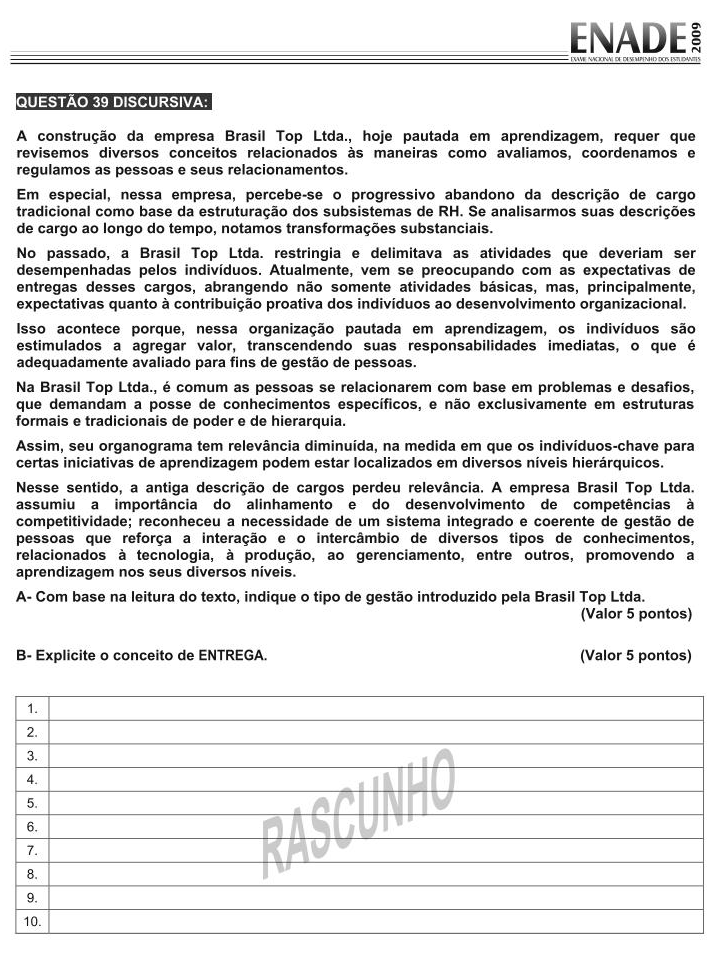 ENADE 2009
EXAME NACIONAL DE DESEMPENHO DOS ESTUDANTES
QUESTÃO 39 DISCURSIVA:
A construção da empresa Brasil Top Ltda., hoje pautada em aprendizagem, requer que
revisemos diversos conceitos relacionados às maneiras como avaliamos, coordenamos e
regulamos as pessoas e seus relacionamentos.
Em especial, nessa empresa, percebe-se o progressivo abandono da descrição de cargo
tradicional como base da estruturação dos subsistemas de RH. Se analisarmos suas descrições
de cargo ao longo do tempo, notamos transformações substanciais.
No passado, a Brasil Top Ltda. restringia e delimitava as atividades que deveriam ser
desempenhadas pelos indivíduos. Atualmente, vem se preocupando com as expectativas de
entregas desses cargos, abrangendo não somente atividades básicas, mas, principalmente,
expectativas quanto à contribuição proativa dos indivíduos ao desenvolvimento organizacional.
Isso acontece porque, nessa organização pautada em aprendizagem, os indivíduos são
estimulados a agregar valor, transcendendo suas responsabilidades imediatas, o que é
adequadamente avaliado para fins de gestão de pessoas.
Na Brasil Top Ltda., é comum as pessoas se relacionarem com base em problemas e desafios,
que demandam a posse de conhecimentos específicos, e não exclusivamente em estruturas
formais e tradicionais de poder e de hierarquia.
Assim, seu organograma tem relevância diminuída, na medida em que os indivíduos-chave para
certas iniciativas de aprendizagem podem estar localizados em diversos níveis hierárquicos.
Nesse sentido, a antiga descrição de cargos perdeu relevância. A empresa Brasil Top Ltda.
assumiu a importância do alinhamento e do desenvolvimento de competências à
competitividade; reconheceu a necessidade de um sistema integrado e coerente de gestão de
pessoas que reforça a interação e o intercâmbio de diversos tipos de conhecimentos,
relacionados à tecnologia, à produção, ao gerenciamento, entre outros, promovendo a
aprendizagem nos seus diversos níveis.
A- Com base na leitura do texto, indique o tipo de gestão introduzido pela Brasil Top Ltda.
(Valor 5 pontos)
B- Explicite o conceito de ENTREGA. (Valor 5 pontos)
1.
2.
3.
4.
5.
6.
7.
8.
9.
10.
RASCUNHO